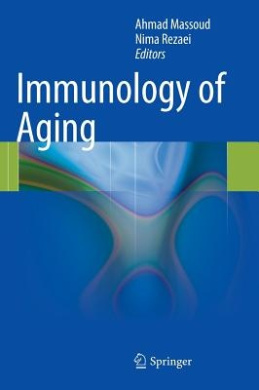 Ahmad Massoud
Nima Rezaei
Editors
Immunology of
Aging
Springer